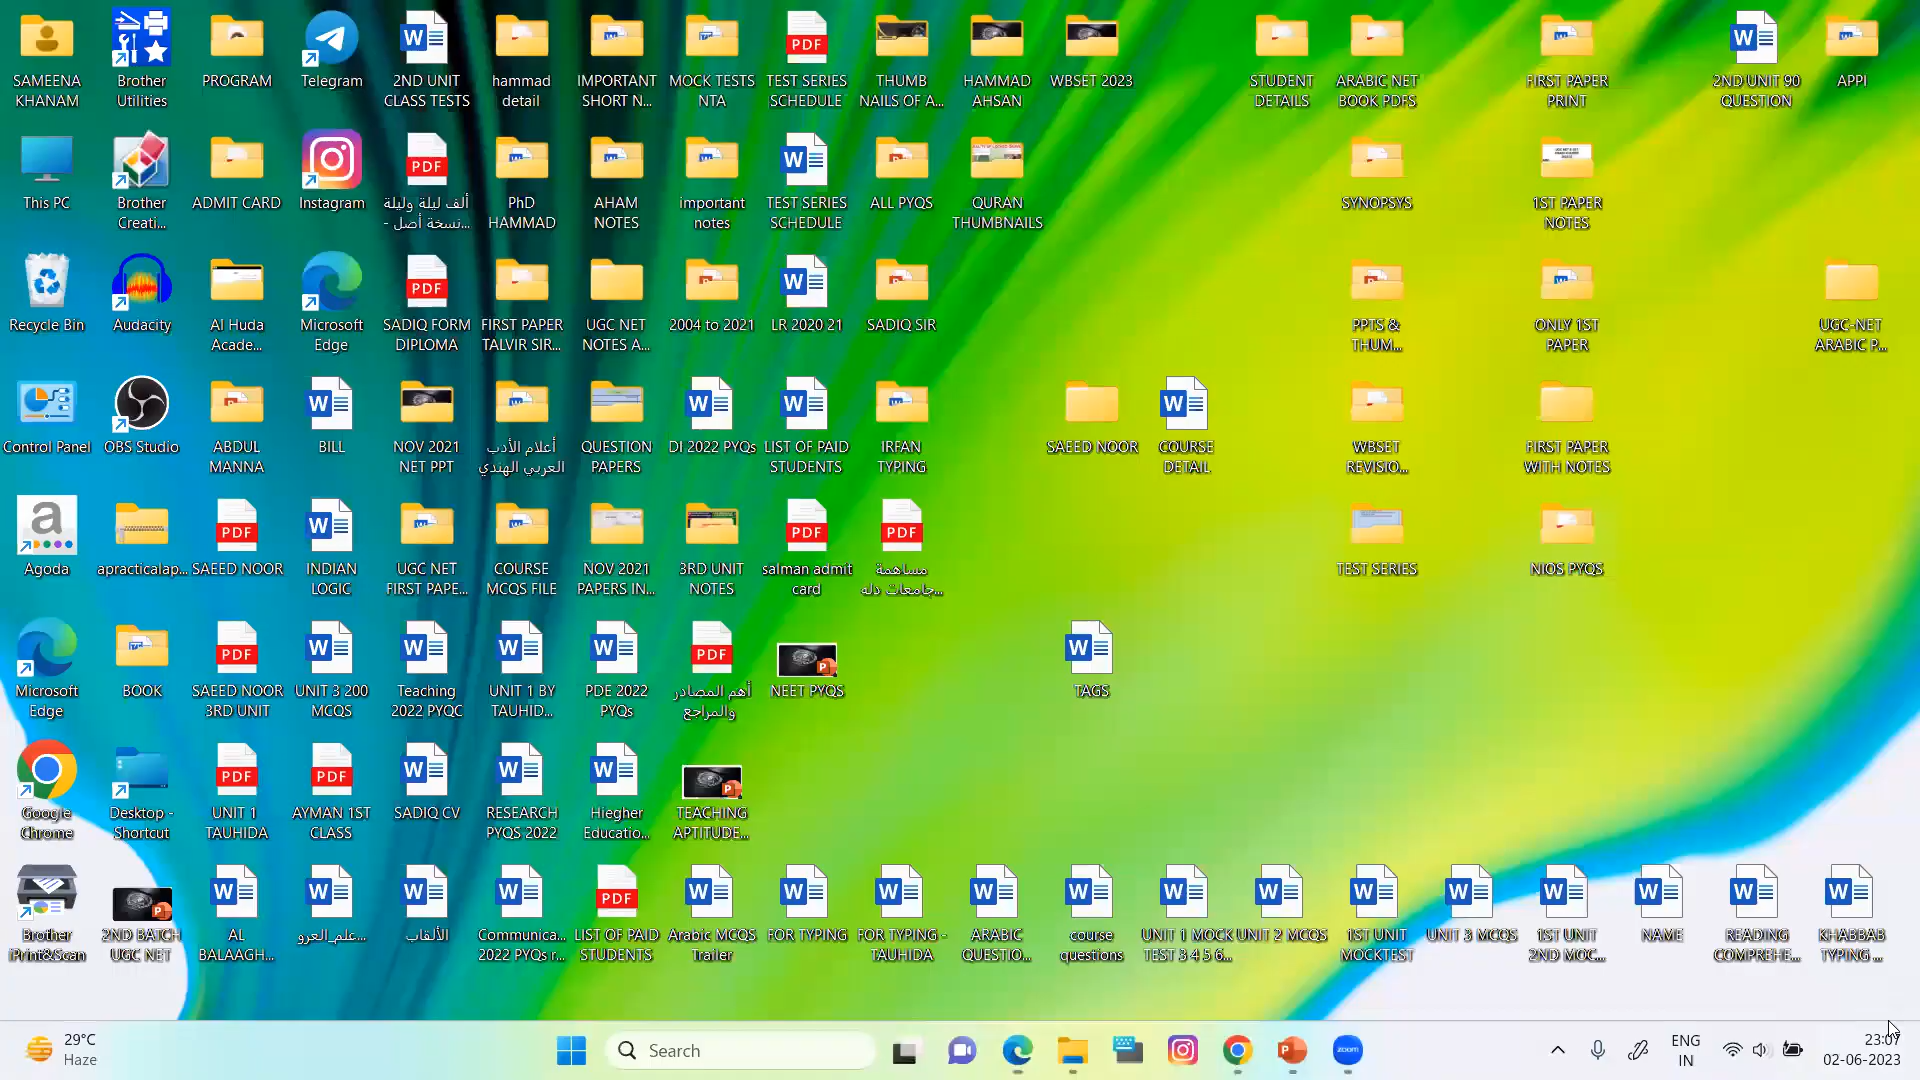 SAMEENA
KHANAM
Brother
Utilities
PROGRAM
Telegram
2ND UNIT
CLASS TESTS
hammad
detail
IMPORTANT
SHORT N...
MOCK TESTS
NTA
TEST SERIES
SCHEDULE
THUMB
NAILS OF A...
HAMMAD
AHSAN
WBSET 2023
STUDENT
DETAILS
ARABIC NET
BOOK PDFS
FIRST PAPER
PRINT
2ND UNIT 90
QUESTION
APPI
This PC
Brother
Creati...
ADMIT CARD
Instagram
ألف ليلة وليلة
نسخة أصل - ...
PhD
HAMMAD
AHAM
NOTES
important
notes
TEST SERIES
SCHEDULE
ALL PYQS
QURAN
THUMBNAILS
SYNOPSYS
1ST PAPER
NOTES
Recycle Bin
Audacity
Al Huda
Acade...
Microsoft
Edge
SADIQ FORM
DIPLOMA
FIRST PAPER
TALVIR SIR...
UGC NET
NOTES A...
2004 to 2021
LR 2020 21
SADIQ SIR
PPTS &
THUM...
ONLY 1ST
PAPER
UGC-NET
ARABIC P...
Control Panel
OBS Studio
ABDUL
MANNA
BILL
NOV 2021
NET PPT
أعلام الأدب
العربي الهندي
QUESTION
PAPERS
DI 2022 PYQs
LIST OF PAID
STUDENTS
IRFAN
TYPING
SAEED NOOR
COURSE
DETAIL
WBSET
REVISIO...
FIRST PAPER
WITH NOTES
Agoda
apracticalap...
SAEED NOOR
INDIAN
LOGIC
UGC NET
FIRST PAPE...
COURSE
MCQS FILE
NOV 2021
PAPERS IN...
3RD UNIT
NOTES
salman admit
card
مساهمة
جامعات دله...
TEST SERIES
NIOS PYQS
Microsoft
Edge
BOOK
SAEED NOOR
3RD UNIT
UNIT 3 200
MCQS
Teaching
2022 PYQC
UNIT 1 BY
TAUHID...
PDE 2022
PYQs
أهم المصادر
والمراجع
NEET PYQS
TAGS
Google
Chrome
Desktop -
Shortcut
UNIT 1
TAUHIDA
AYMAN 1ST
CLASS
SADIQ CV
RESEARCH
PYQS 2022
Hiegher
Educatio...
TEACHING
APTITUDE...
Brother
iPrint&Scan
2ND BATCH
UGC NET
AL
BALAAGH...
علم_العرو...
الألقاب
Communica...
2022 PYQs r...
LIST OF PAID
STUDENTS
Arabic MCQS
Trailer
FOR TYPING
FOR TYPING -
TAUHIDA
ARABIC
QUESTIO...
course
questions
UNIT 1 MOCK
TEST 3 4 5 6...
UNIT 2 MCQS
1ST UNIT
MOCKTEST
UNIT 3 MCQS
1ST UNIT
2ND MOC...
NAME
READING
COMPREHE...
KHABBAB
TYPING ...
29°C
Haze
Search
zoom
ENG
IN
23:09
02-06-2023